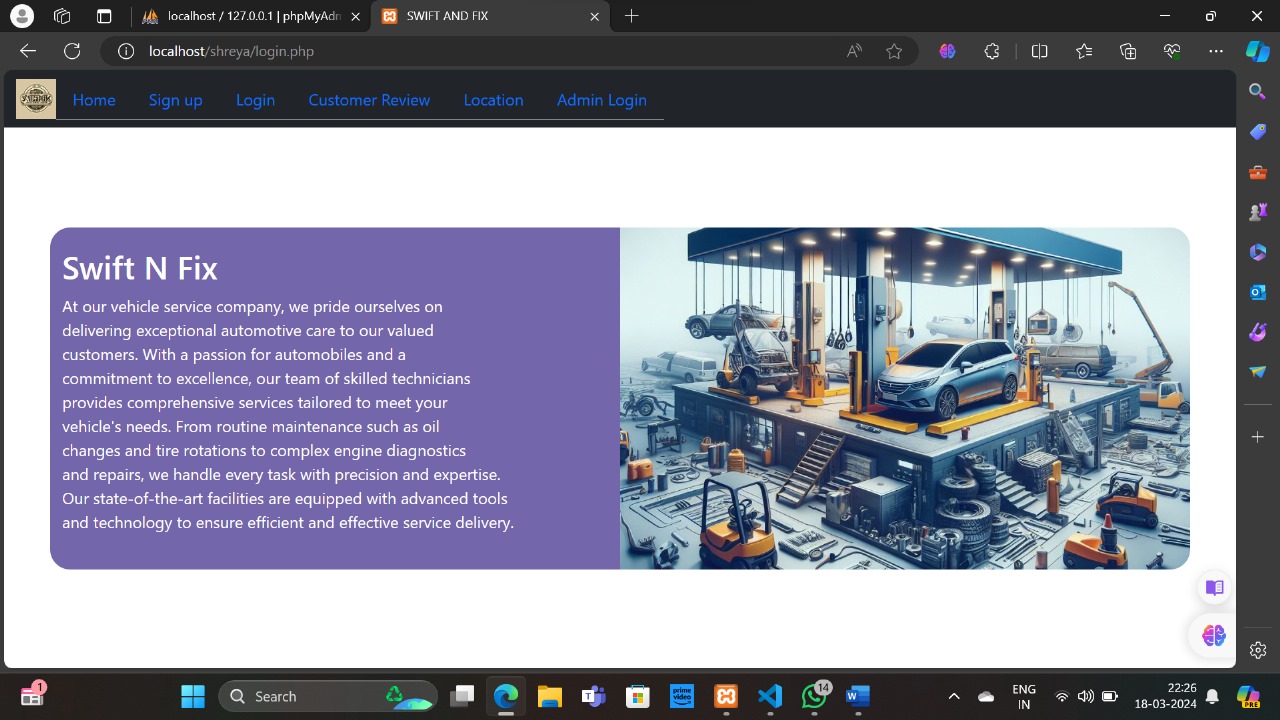 localhost / 127.0.0.1 | phpMyAdm
SWIFT AND FIX
localhost/shreya/login.php
Home
Sign up
Login
Customer Review
Location
Admin Login
Swift N Fix
At our vehicle service company, we pride ourselves on
delivering exceptional automotive care to our valued
customers. With a passion for automobiles and a
commitment to excellence, our team of skilled technicians
provides comprehensive services tailored to meet your
vehicle's needs. From routine maintenance such as oil
changes and tire rotations to complex engine diagnostics
and repairs, we handle every task with precision and expertise.
Our state-of-the-art facilities are equipped with advanced tools
and technology to ensure efficient and effective service delivery.
1
Search
prime video
14
ENG
IN
22:26
18-03-2024
PRE